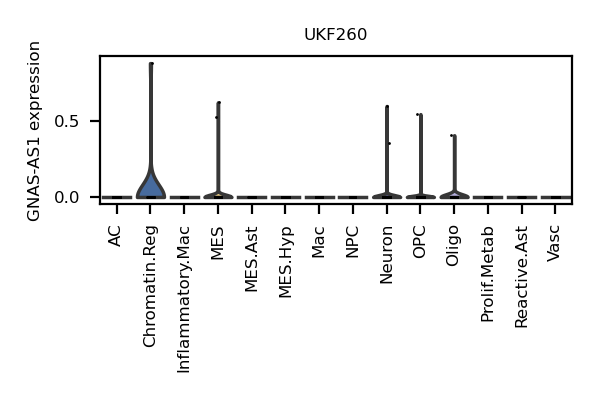 UKF260
GNAS-AS1 expression
0.5
0.0
AC
Chromatin.Reg
Inflammatory.Mac
MES
MES.Ast
MES.Hyp
Mac
NPC
Neuron
OPC
Oligo
Prolif.Metab
Reactive.Ast
Vasc